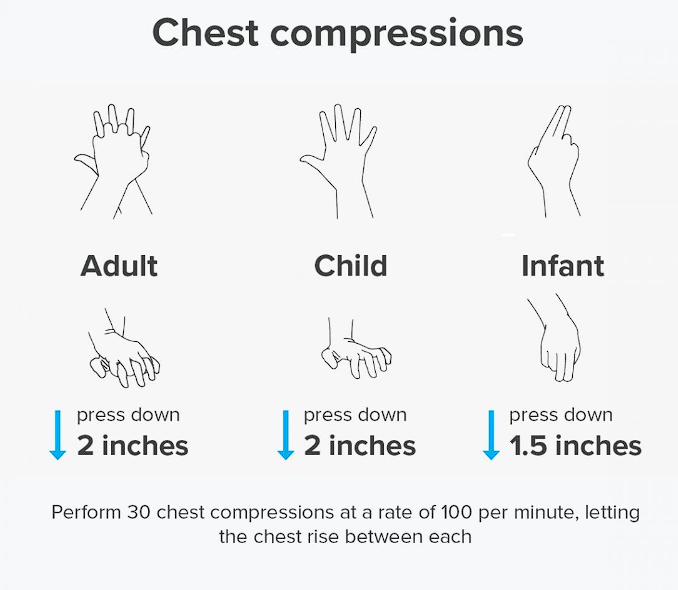 Chest compressions
Adult
Child
Infant
press down
2 inches
press down
2 inches
press down
1.5 inches
Perform 30 chest compressions at a rate of 100 per minute, letting
the chest rise between each